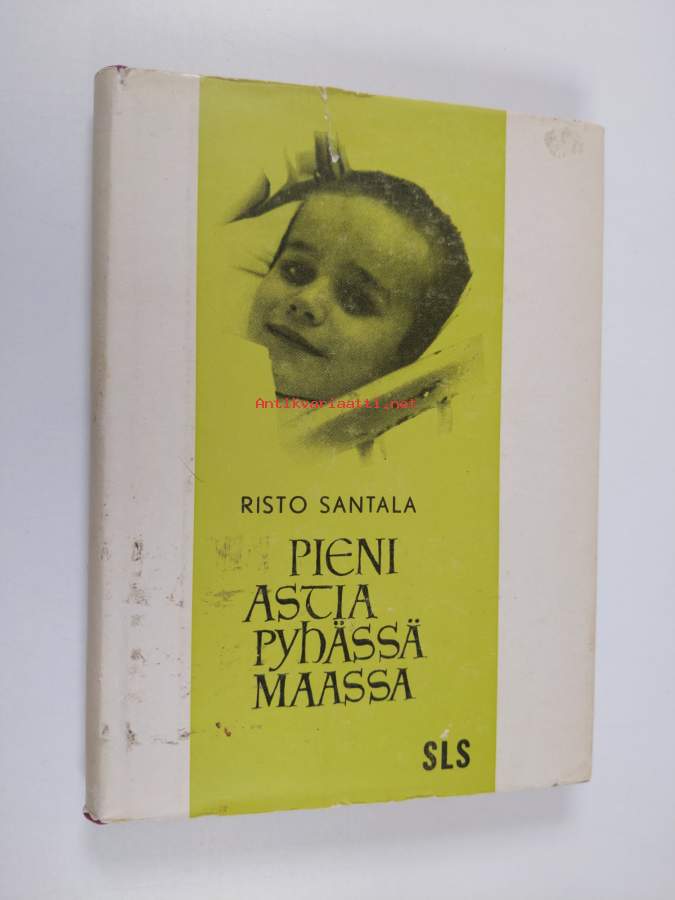 Antikvariaatti.net
RISTO SANTALA
PIENI
ASTIA
PYHÄSSÄ
MAASSA
SLS